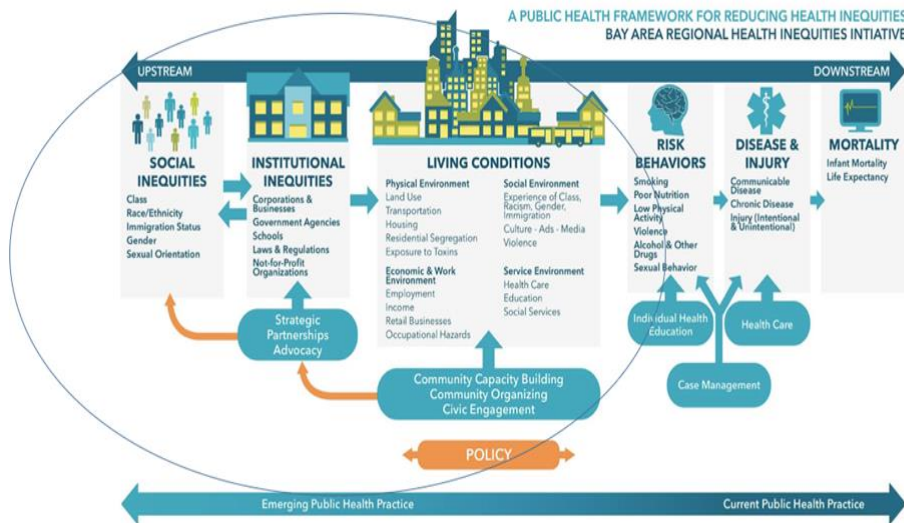 A PUBLIC HEALTH FRAMEWORK FOR REDUCING HEALTH INEQUITIES
BAY AREA REGIONAL HEALTH INEQUITIES INTIATIVE
UPSTREAM
DOWNSTREAM
SOCIAL
INEQUITIES
Class
Race/Ethnicity
Immigration Status
Gender
Sexual Orientation
INSTITUTIONAL
INEQUITIES
Corporations &
Businesses
Government Agencies
Schools
Laws & Regulations
Not-for-Profit
Organizations
LIVING CONDITIONS
Physical Environment
Land Use
Transportation
Housing
Residential Segregation
Exposure to Toxins
Economic & Work
Environment
Employment
Income
Retail Businesses
Occupational Hazards
Social Environment
Experience of Class,
Racism, Gender,
Immigration
Culture - Ads - Media
Violence
Service Environment
Health Care
Education
Social Services
RISK
BEHAVIORS
Smoking
Poor Nutrition
Low Physical
Activity
Violence
Alcohol & Other
Drugs
Sexual Behavior
DISEASE &
INJURY
Communicable
Disease
Chronic Disease
Injury (Intentional
& Unintentional)
MORTALITY
Infant Mortality
Life Expectancy
Strategic
Partnerships
Advocacy
Community Capacity Building
Community Organizing
Civic Engagement
Individual Health
Education
Health Care
Case Management
POLICY
Emerging Public Health Practice
Current Public Health Practice